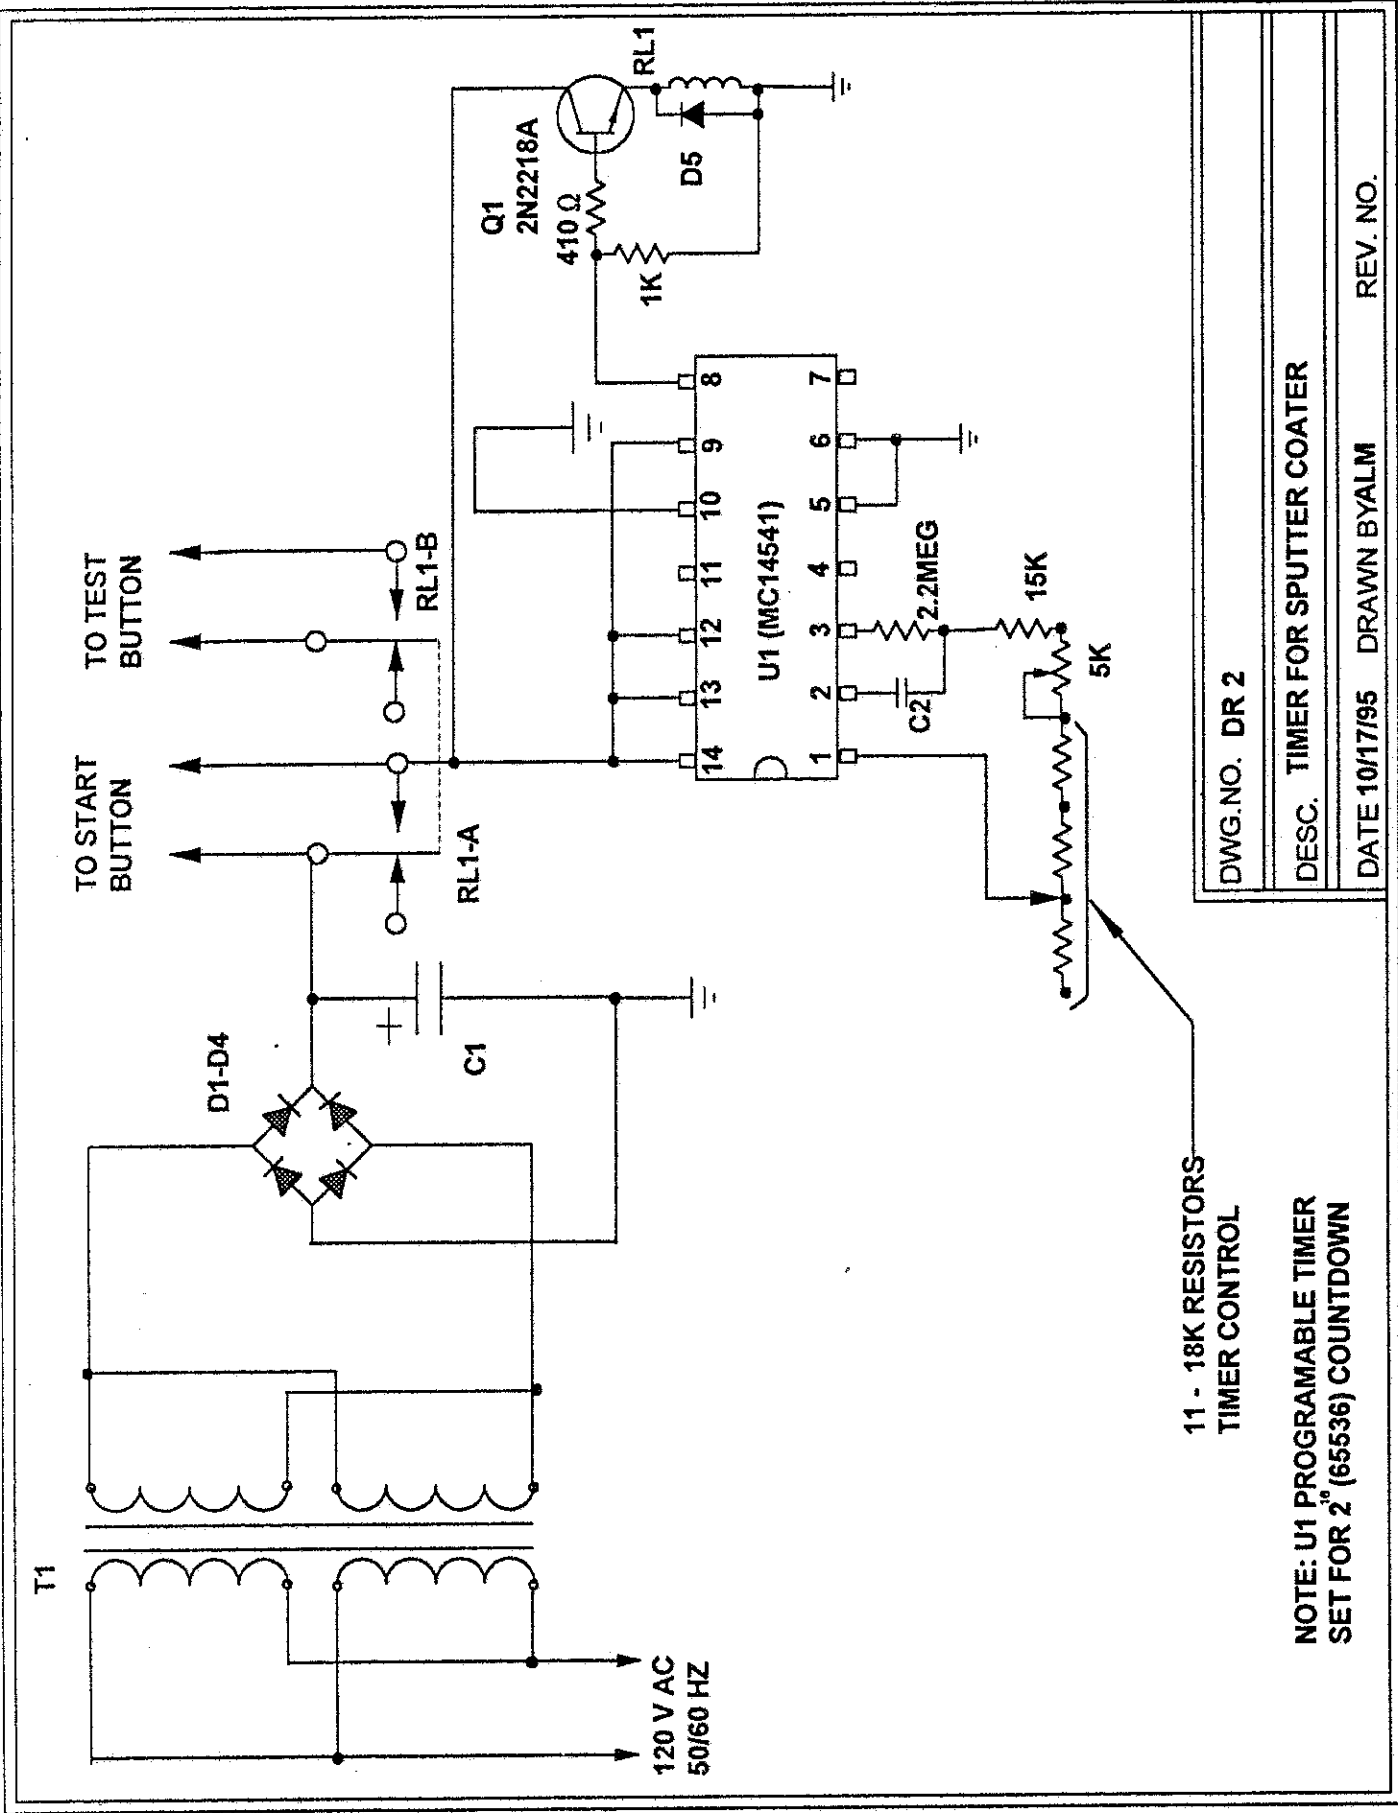 T1
120 V AC
50/60 HZ
D1-D4
C1
TO START
BUTTON
TO TEST
BUTTON
RL1-A
RL1-B
Q1
2N2218A
410 Ω
1K
D5
RL1
14
13
12
11
10
9
8
U1 (MC14541)
1
2
3
4
5
6
7
C2
2.2MEG
15K
5K
11 - 18K RESISTORS
TIMER CONTROL
NOTE: U1 PROGRAMABLE TIMER
SET FOR 2¹⁶ (65536) COUNTDOWN
DWG.NO. DR 2
DESC. TIMER FOR SPUTTER COATER
DATE 10/17/95 DRAWN BYALM REV. NO.